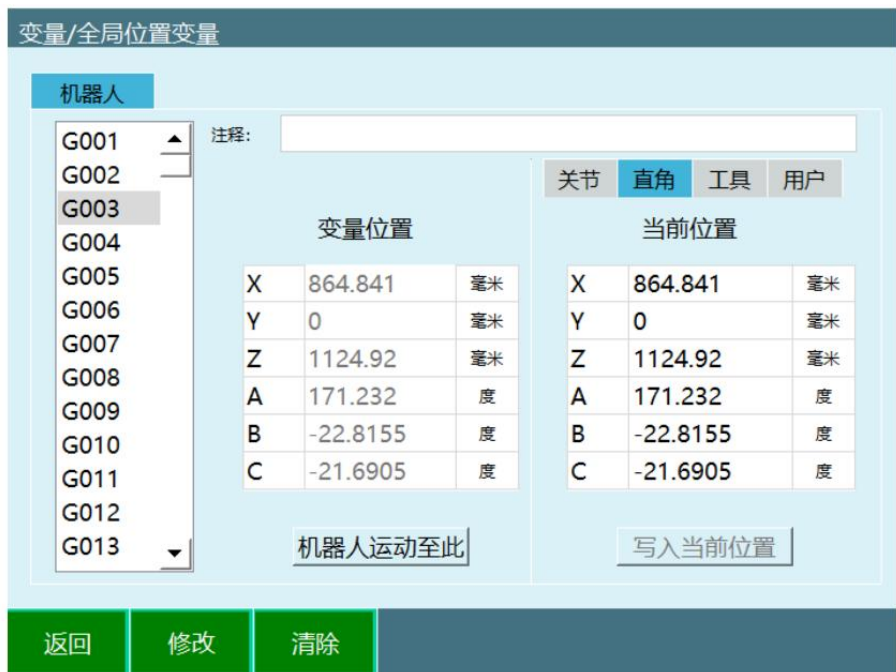 变量/全局位置变量
机器人
G001
G002
G003
G004
G005
G006
G007
G008
G009
G010
G011
G012
G013
注释:
关节 直角 工具 用户
变量位置
X 864.841 毫米
Y 0 毫米
Z 1124.92 毫米
A 171.232 度
B -22.8155 度
C -21.6905 度
机器人运动至此
当前位置
X 864.841 毫米
Y 0 毫米
Z 1124.92 毫米
A 171.232 度
B -22.8155 度
C -21.6905 度
写入当前位置
返回 修改 清除